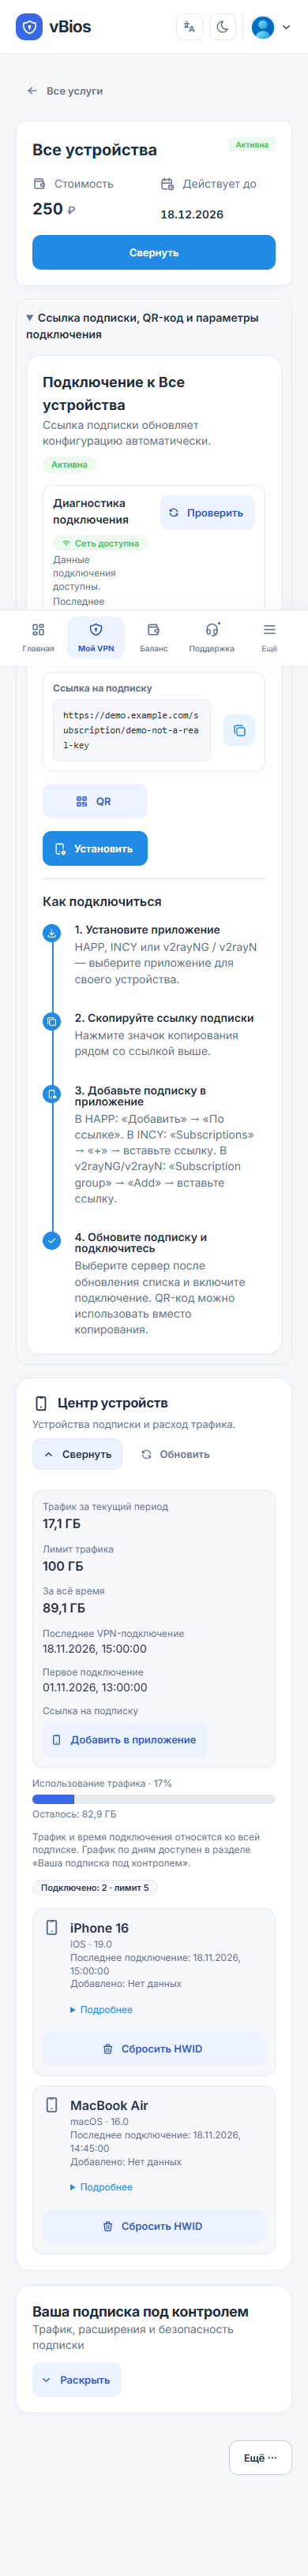 vBios
Все услуги
Все устройства
Активна
Стоимость
Действует до
250 ₽
18.12.2026
Свернуть
▼ Ссылка подписки, QR-код и параметры
подключения
Подключение к Все
устройства
Ссылка подписки обновляет
конфигурацию автоматически.
Активна
Диагностика
подключения
Проверить
Сеть доступна
Данные
подключения
доступны.
Последнее
Главная
Мой VPN
Баланс
Поддержка
Ещё
Ссылка на подписку
https://demo.example.com/s
ubscription/demo-not-a-rea
l-key
QR
Установить
Как подключиться
1. Установите приложение
HAPP, INCY или v2rayNG / v2rayN
— выберите приложение для
своего устройства.
2. Скопируйте ссылку подписки
Нажмите значок копирования
рядом со ссылкой выше.
3. Добавьте подписку в
приложение
В HAPP: «Добавить» → «По
ссылке». В INCY: «Subscriptions»
→ «+» → вставьте ссылку. В
v2rayNG/v2rayN: «Subscription
group» → «Add» → вставьте
ссылку.
4. Обновите подписку и
подключитесь
Выберите сервер после
обновления списка и включите
подключение. QR-код можно
использовать вместо
копирования.
Центр устройств
Устройства подписки и расход трафика.
Свернуть
Обновить
Трафик за текущий период
17,1 ГБ
Лимит трафика
100 ГБ
За всё время
89,1 ГБ
Последнее VPN-подключение
18.11.2026, 15:00:00
Первое подключение
01.11.2026, 13:00:00
Ссылка на подписку
Добавить в приложение
Использование трафика · 17%
Осталось: 82,9 ГБ
Трафик и время подключения относятся ко всей
подписке. График по дням доступен в разделе
«Ваша подписка под контролем».
Подключено: 2 · лимит 5
iPhone 16
iOS · 19.0
Последнее подключение: 18.11.2026,
15:00:00
Добавлено: Нет данных
▶ Подробнее
Сбросить HWID
MacBook Air
macOS · 16.0
Последнее подключение: 18.11.2026,
14:45:00
Добавлено: Нет данных
▶ Подробнее
Сбросить HWID
Ваша подписка под контролем
Трафик, расширения и безопасность
подписки
Раскрыть
Ещё ···